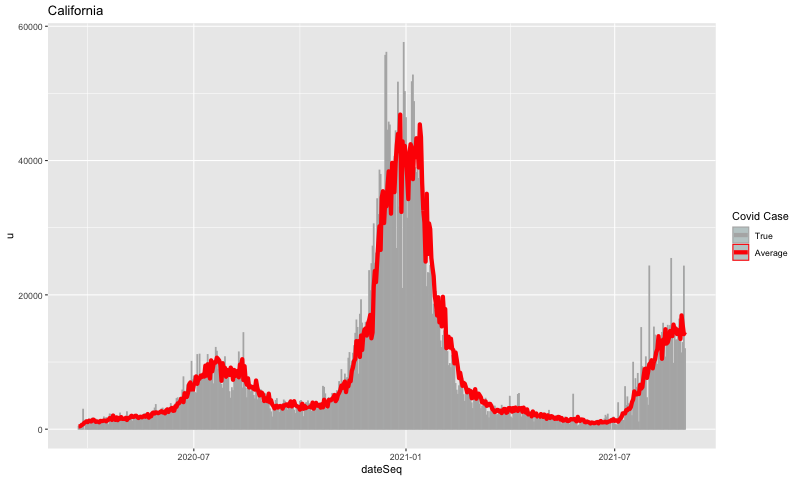 California
60000
40000
20000
0
u
2020-07
2021-01
2021-07
dateSeq
Covid Case
True
Average